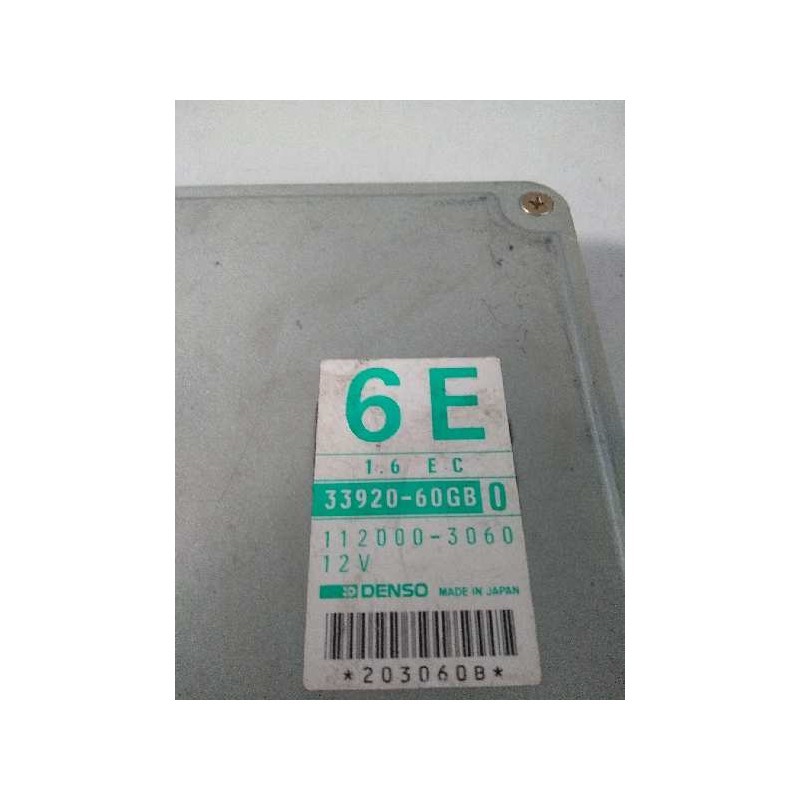 6E
1.6 EC
33920-60GB 0
112000-3060
12V
DENSO MADE IN JAPAN
*203060B*